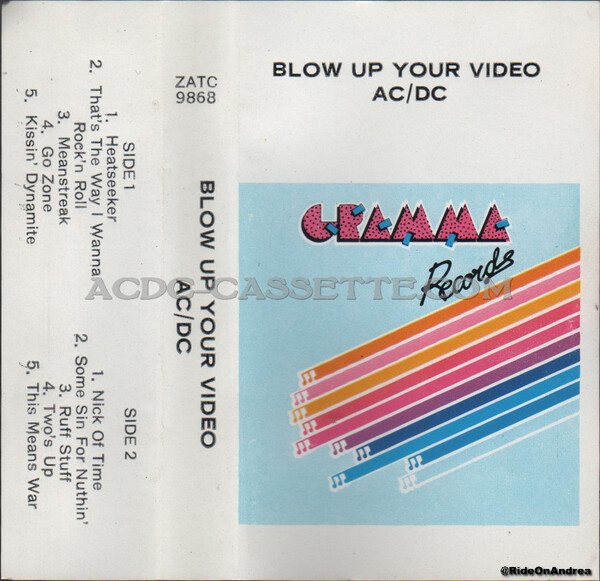 BLOW UP YOUR VIDEO
AC/DC
GRAMMA
Records
ZATC
9868
BLOW UP YOUR VIDEO
AC/DC
SIDE 1
1. Heatseeker
2. That's The Way I Wanna
Rock'n Roll
3. Meanstreak
4. Go Zone
5. Kissin' Dynamite
SIDE 2
1. Nick Of Time
2. Some Sin For Nuthin'
3. Ruff Stuff
4. Two's Up
5. This Means War
ACDC-CASSETTE.COM
@RideOnAndrea